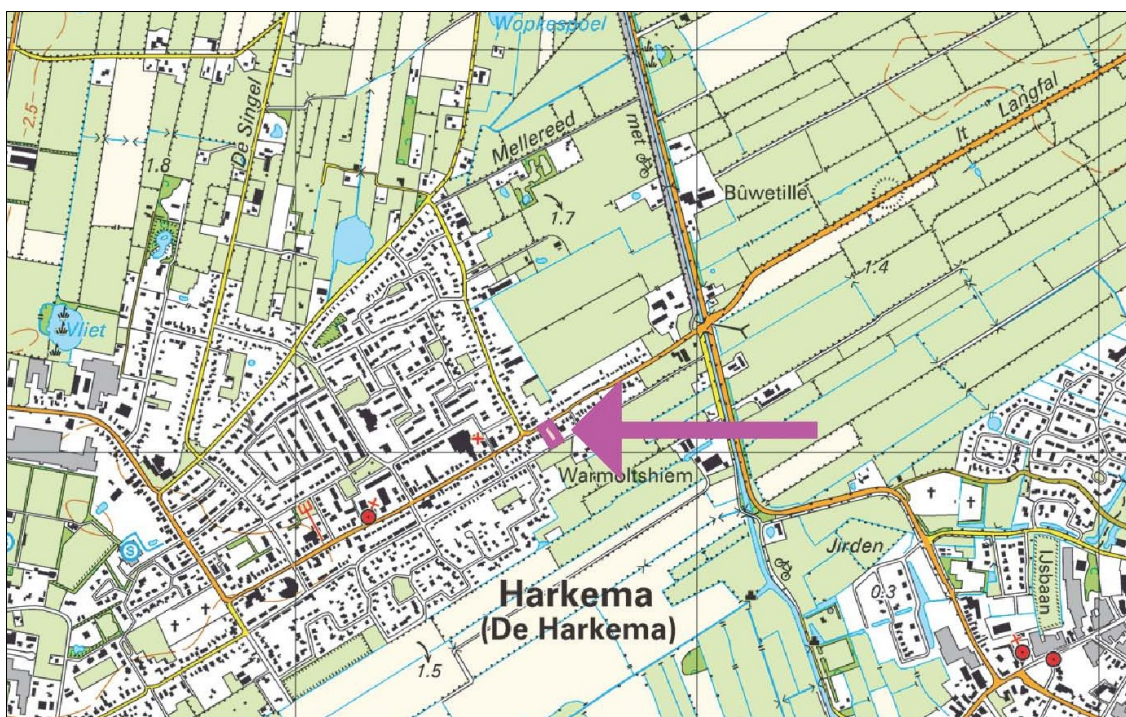 Wopkespoel
2.5
De Singel
1.8
Mellereed
met
It Langfal
Bûwetille
1.7
1.4
Vliet
Warmoltshiem
Harkema
(De Harkema)
Jirden
IJsbaan
0.3
S
1.5